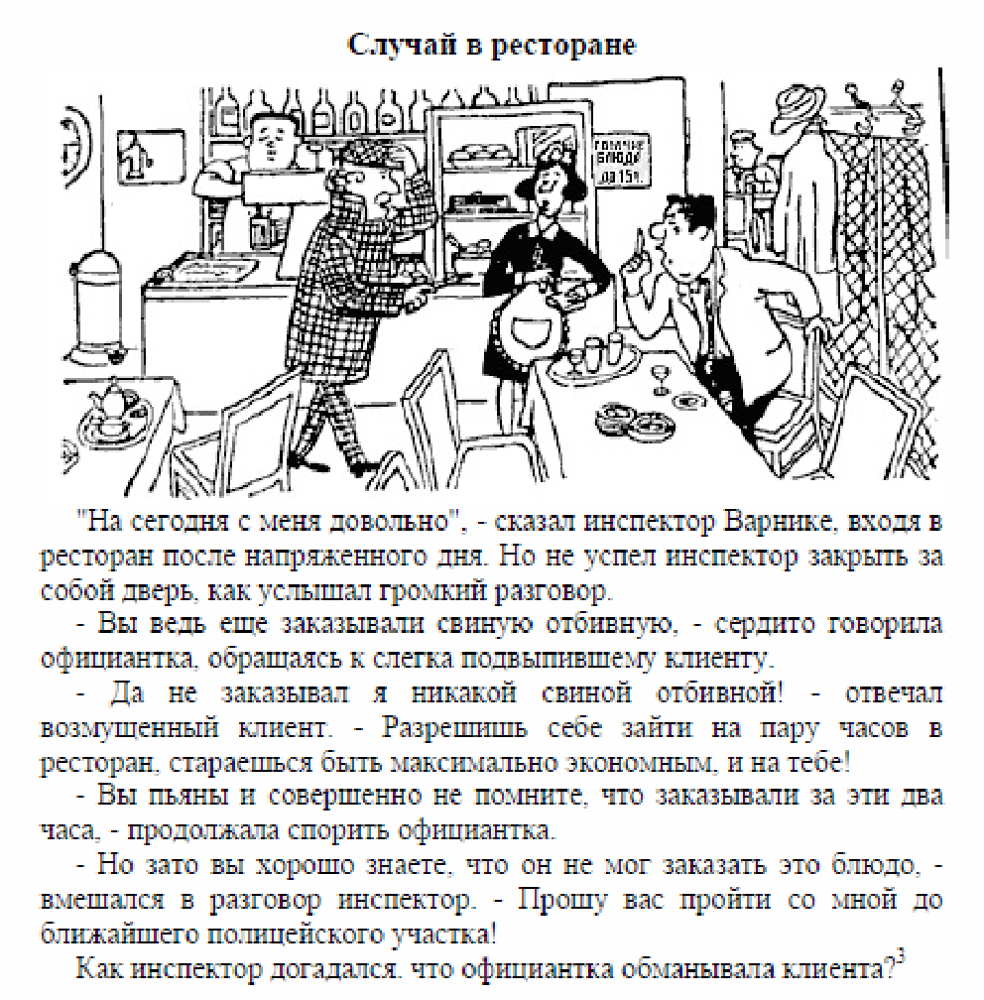 Случай в ресторане
ГОРЯЧИЕ
БЛЮДА
ДО 15 Ч.
"На сегодня с меня довольно", - сказал инспектор Варнике, входя в
ресторан после напряженного дня. Но не успел инспектор закрыть за
собой дверь, как услышал громкий разговор.
- Вы ведь еще заказывали свиную отбивную, - сердито говорила
официантка, обращаясь к слегка подвыпившему клиенту.
- Да не заказывал я никакой свиной отбивной! - отвечал
возмущенный клиент. - Разрешишь себе зайти на пару часов в
ресторан, стараешься быть максимально экономным, и на тебе!
- Вы пьяны и совершенно не помните, что заказывали за эти два
часа, - продолжала спорить официантка.
- Но зато вы хорошо знаете, что он не мог заказать это блюдо, -
вмешался в разговор инспектор. - Прошу вас пройти со мной до
ближайшего полицейского участка!
Как инспектор догадался. что официантка обманывала клиента?3